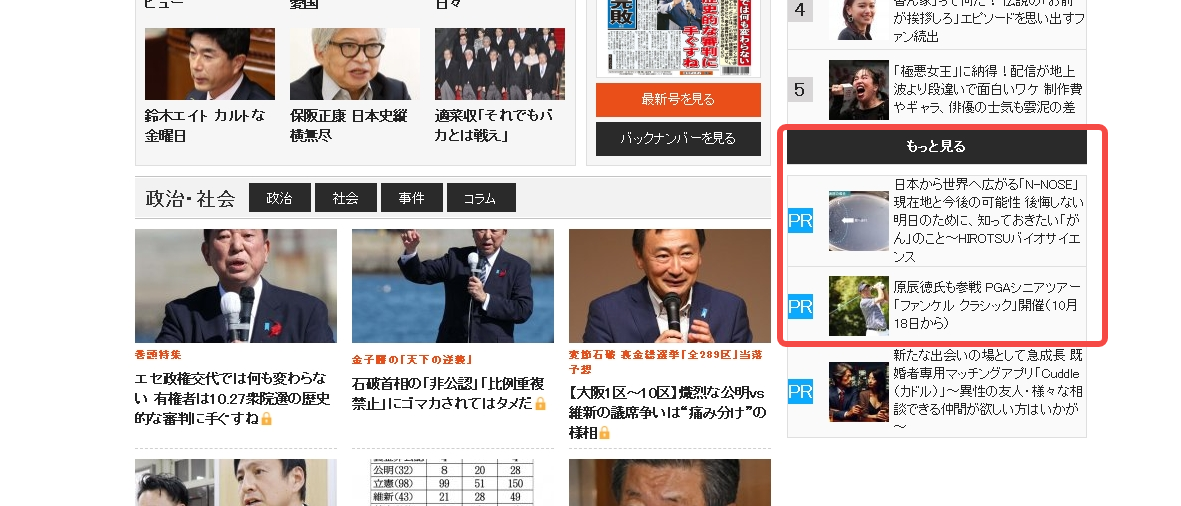 ビュー
愛国
日々
鈴木エイト カルトな
金曜日
保阪正康 日本史縦
横無尽
適菜収「それでもバ
カとは戦え」
最新号を見る
バックナンバーを見る
政治・社会
政治
社会
事件
コラム
巻頭特集
エセ政権交代では何も変わらな
い 有権者は10.27衆院選の歴史
的な審判に手ぐすね
金子勝の「天下の逆襲」
石破首相の「非公認」「比例重複
禁止」にゴマカされてはタメだ
変節石破 裏金総選挙「全289区」当落
予想
【大阪1区〜10区】熾烈な公明vs
維新の議席争いは“痛み分け”の
様相
公明(32) 8 20 28
立憲(98) 99 51 150
維新(43) 21 28 49
4
が挨拶しろ」エピソードを思い出すフ
ァン続出
5
「極悪女王」に納得！配信が地上
波より段違いで面白いワケ 制作費
やギャラ、俳優の士気も雲泥の差
もっと見る
PR
日本から世界へ広がる「N-NOSE」
現在地と今後の可能性 後悔しない
明日のために、知っておきたい「が
ん」のこと〜HIROTSUバイオサイエ
ンス
PR
原辰徳氏も参戦 PGAシニアツアー
「ファンケル クラシック」開催（10月
18日から）
PR
新たな出会いの場として急成長 既
婚者専用マッチングアプリ「Cuddle
（カドル）」〜異性の友人・様々な相
談できる仲間が欲しい方はいかが
〜